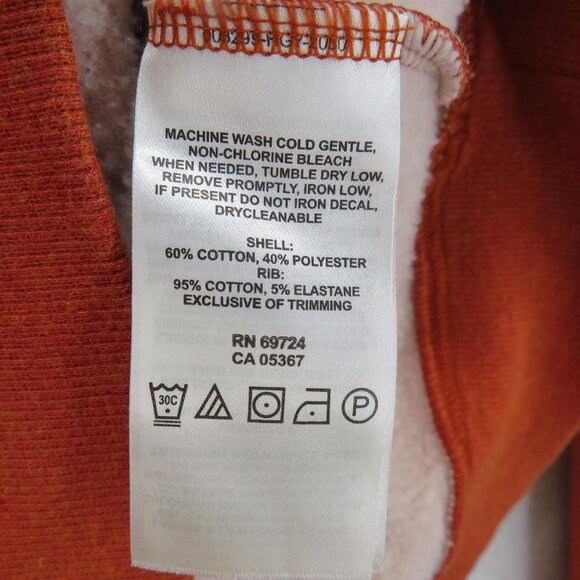 MACHINE WASH COLD GENTLE,
NON-CHLORINE BLEACH
WHEN NEEDED, TUMBLE DRY LOW,
REMOVE PROMPTLY, IRON LOW,
IF PRESENT DO NOT IRON DECAL,
DRYCLEANABLE
SHELL:
60% COTTON, 40% POLYESTER
RIB:
95% COTTON, 5% ELASTANE
EXCLUSIVE OF TRIMMING
RN 69724
CA 05367
30C
P